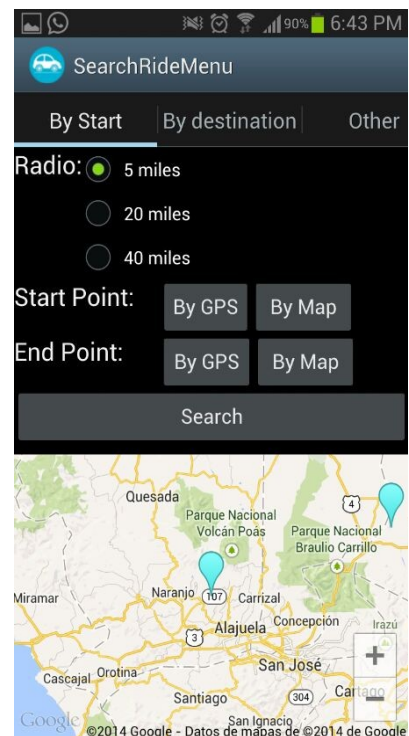 90% 6:43 PM
SearchRideMenu
By Start By destination Other
Radio: 5 miles
20 miles
40 miles
Start Point: By GPS By Map
End Point: By GPS By Map
Search
Quesada
4
Parque Nacional
Volcán Poás
Parque Nacional
Braulio Carrillo
Miramar
Naranjo 107 Carrizal
3 Alajuela Concepción Irazú
+
San José
Cascajal Orotina
Santiago 304 Cartago
−
San Ignacio
Google ©2014 Google - Datos de mapas de ©2014 de Google